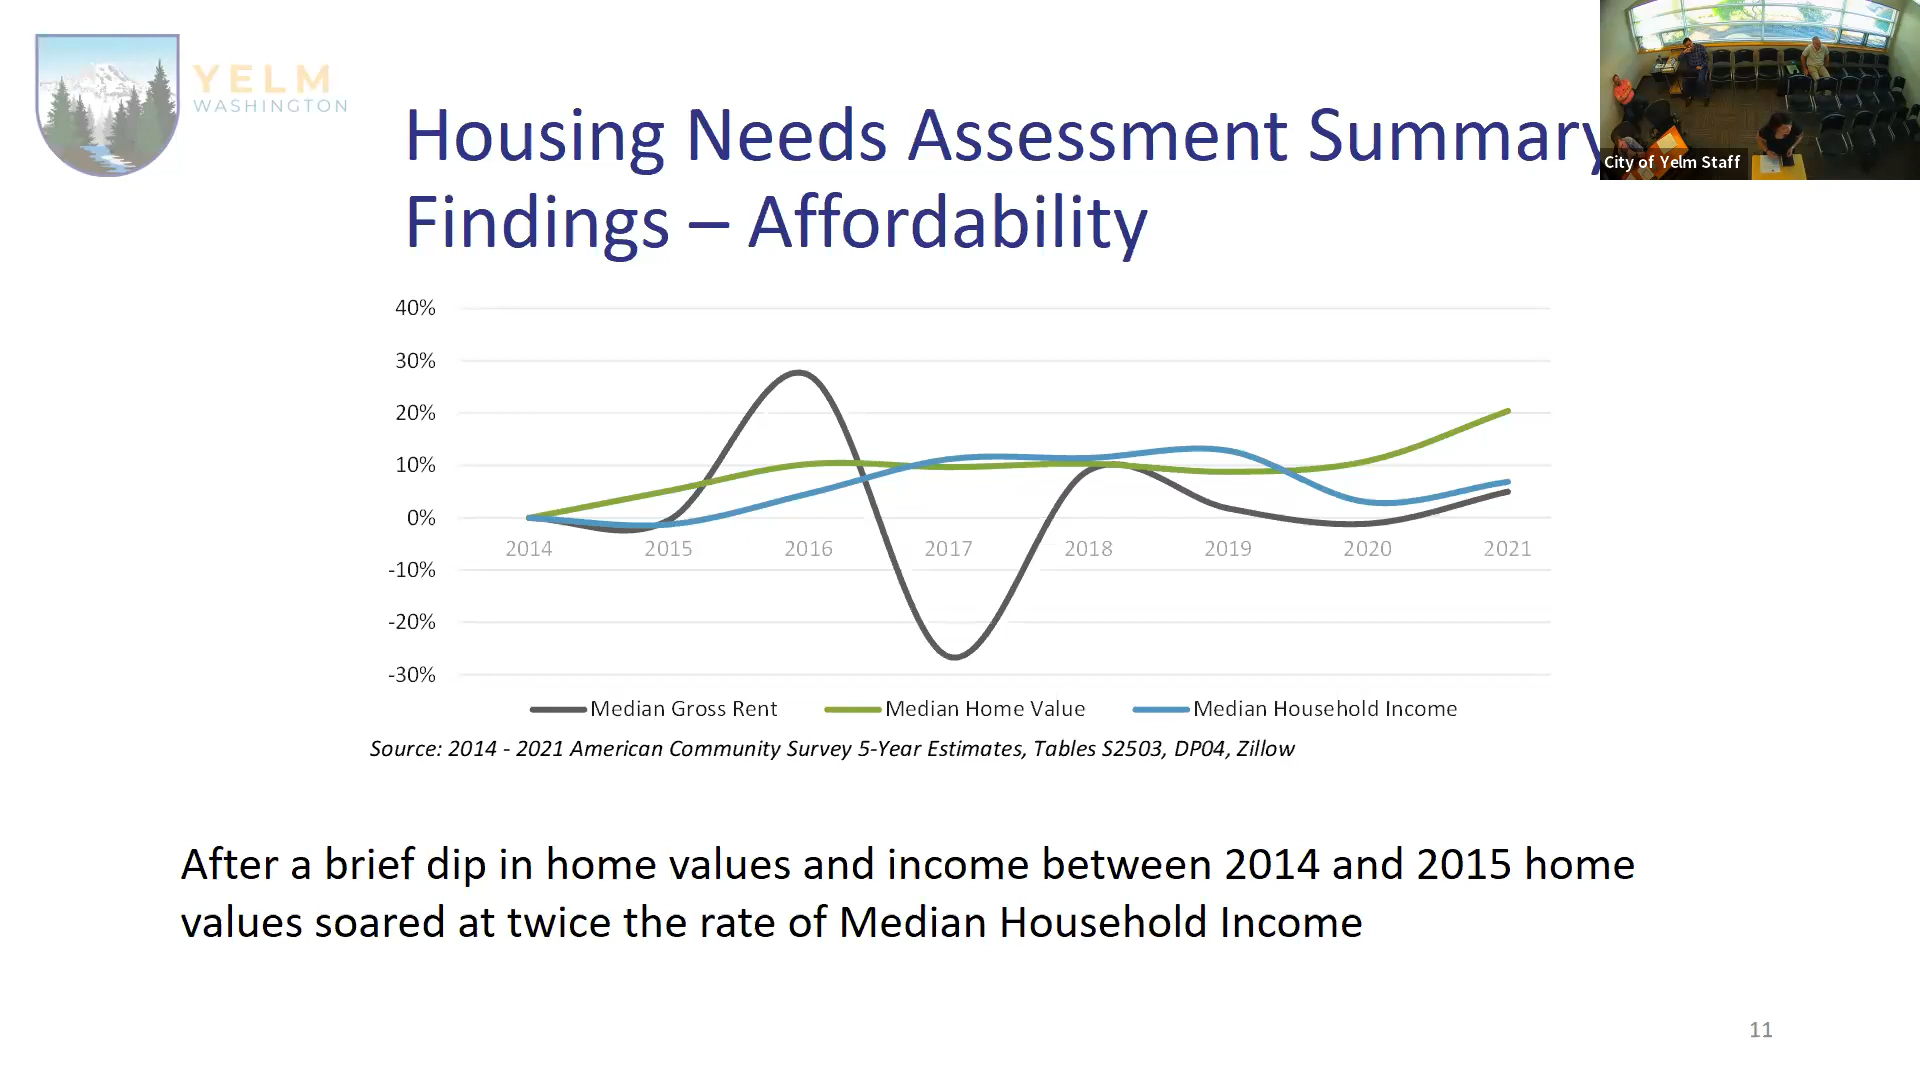 YELM
WASHINGTON
Housing Needs Assessment Summary
Findings – Affordability
City of Yelm Staff
40%
30%
20%
10%
0%
-10%
-20%
-30%
2014 2015 2016 2017 2018 2019 2020 2021
Median Gross Rent Median Home Value Median Household Income
Source: 2014 - 2021 American Community Survey 5-Year Estimates, Tables S2503, DP04, Zillow
After a brief dip in home values and income between 2014 and 2015 home
values soared at twice the rate of Median Household Income
11